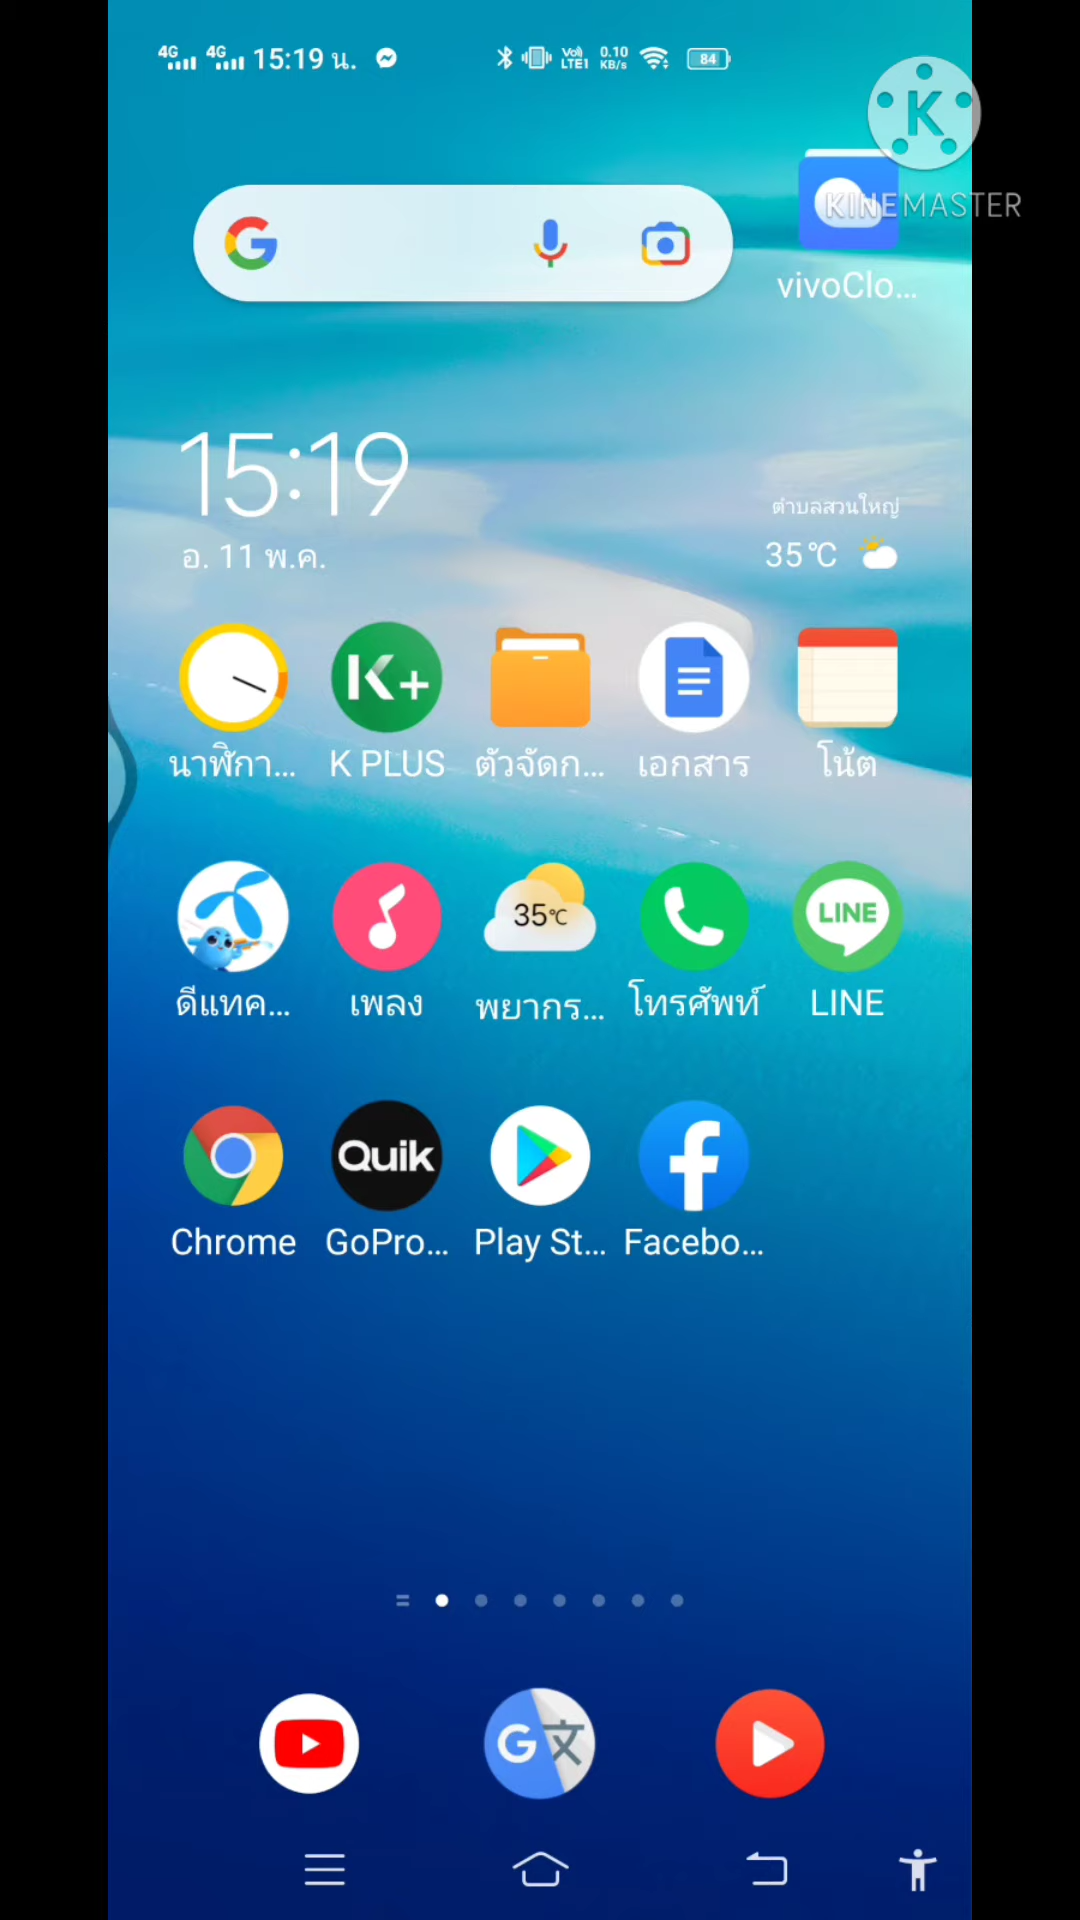 4G 4G 15:19 น. VoI) LTE1 0.10 KB/s 84
K
KINEMASTER
vivoClo...
15:19
อ. 11 พ.ค.
ตำบลสวนใหญ่
35°C
K+
นาฬิกา... K PLUS ตัวจัดก... เอกสาร โน้ต
35°C LINE
ดีแทค... เพลง พยากร... โทรศัพท์ LINE
Quik
Chrome GoPro... Play St... Facebo...
G 文